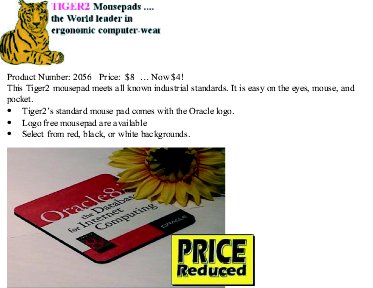 TIGER2 Mousepads ....
the World leader in
ergonomic computer-wear
Product Number: 2056 Price: $8 … Now $4!
This Tiger2 mousepad meets all known industrial standards. It is easy on the eyes, mouse, and
pocket.
• Tiger2's standard mouse pad comes with the Oracle logo.
• Logo free mousepad are available
• Select from red, black, or white backgrounds.
Oracle8
the Database
for Internet
Computing
ORACLE
PRICE
Reduced